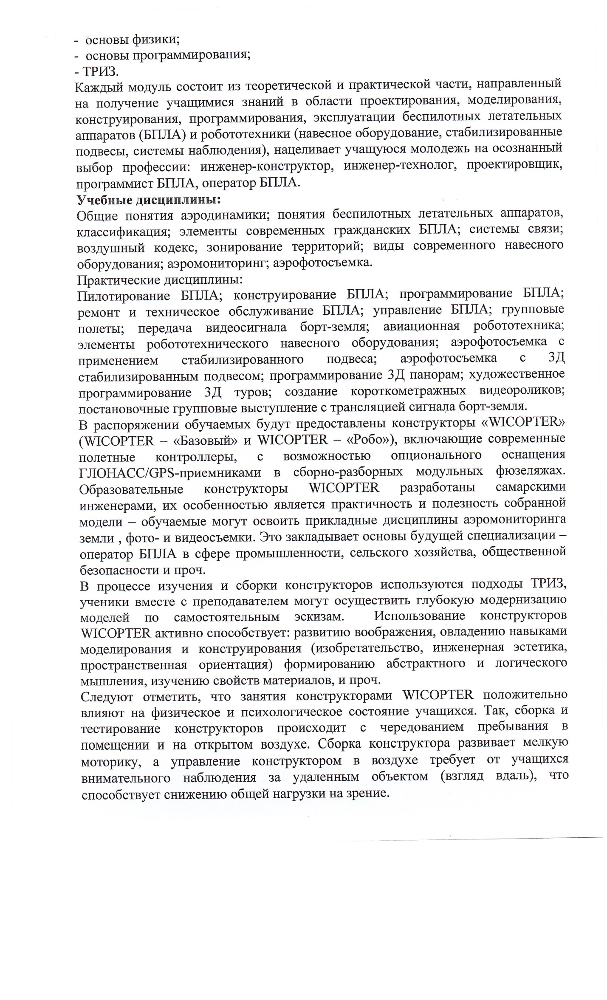 - основы физики;
- основы программирования;
- ТРИЗ.
Каждый модуль состоит из теоретической и практической части, направленный
на получение учащимися знаний в области проектирования, моделирования,
конструирования, программирования, эксплуатации беспилотных летательных
аппаратов (БПЛА) и робототехники (навесное оборудование, стабилизированные
подвесы, системы наблюдения), нацеливает учащуюся молодежь на осознанный
выбор профессии: инженер-конструктор, инженер-технолог, проектировщик,
программист БПЛА, оператор БПЛА.
Учебные дисциплины:
Общие понятия аэродинамики; понятия беспилотных летательных аппаратов,
классификация; элементы современных гражданских БПЛА; системы связи;
воздушный кодекс, зонирование территорий; виды современного навесного
оборудования; аэромониторинг; аэрофотосъемка.
Практические дисциплины:
Пилотирование БПЛА; конструирование БПЛА; программирование БПЛА;
ремонт и техническое обслуживание БПЛА; управление БПЛА; групповые
полеты; передача видеосигнала борт-земля; авиационная робототехника;
элементы робототехнического навесного оборудования; аэрофотосъемка с
применением стабилизированного подвеса; аэрофотосъемка с 3Д
стабилизированным подвесом; программирование 3Д панорам; художественное
программирование 3Д туров; создание короткометражных видеороликов;
постановочные групповые выступление с трансляцией сигнала борт-земля.
В распоряжении обучаемых будут предоставлены конструкторы «WICOPTER»
(WICOPTER – «Базовый» и WICOPTER – «Робо»), включающие современные
полетные контроллеры, с возможностью опционального оснащения
ГЛОНАСС/GPS-приемниками в сборно-разборных модульных фюзеляжах.
Образовательные конструкторы WICOPTER разработаны самарскими
инженерами, их особенностью является практичность и полезность собранной
модели – обучаемые могут освоить прикладные дисциплины аэромониторинга
земли , фото- и видеосъемки. Это закладывает основы будущей специализации –
оператор БПЛА в сфере промышленности, сельского хозяйства, общественной
безопасности и проч.
В процессе изучения и сборки конструкторов используются подходы ТРИЗ,
ученики вместе с преподавателем могут осуществить глубокую модернизацию
моделей по самостоятельным эскизам. Использование конструкторов
WICOPTER активно способствует: развитию воображения, овладению навыками
моделирования и конструирования (изобретательство, инженерная эстетика,
пространственная ориентация) формированию абстрактного и логического
мышления, изучению свойств материалов, и проч.
Следуют отметить, что занятия конструкторами WICOPTER положительно
влияют на физическое и психологическое состояние учащихся. Так, сборка и
тестирование конструкторов происходит с чередованием пребывания в
помещении и на открытом воздухе. Сборка конструктора развивает мелкую
моторику, а управление конструктором в воздухе требует от учащихся
внимательного наблюдения за удаленным объектом (взгляд вдаль), что
способствует снижению общей нагрузки на зрение.